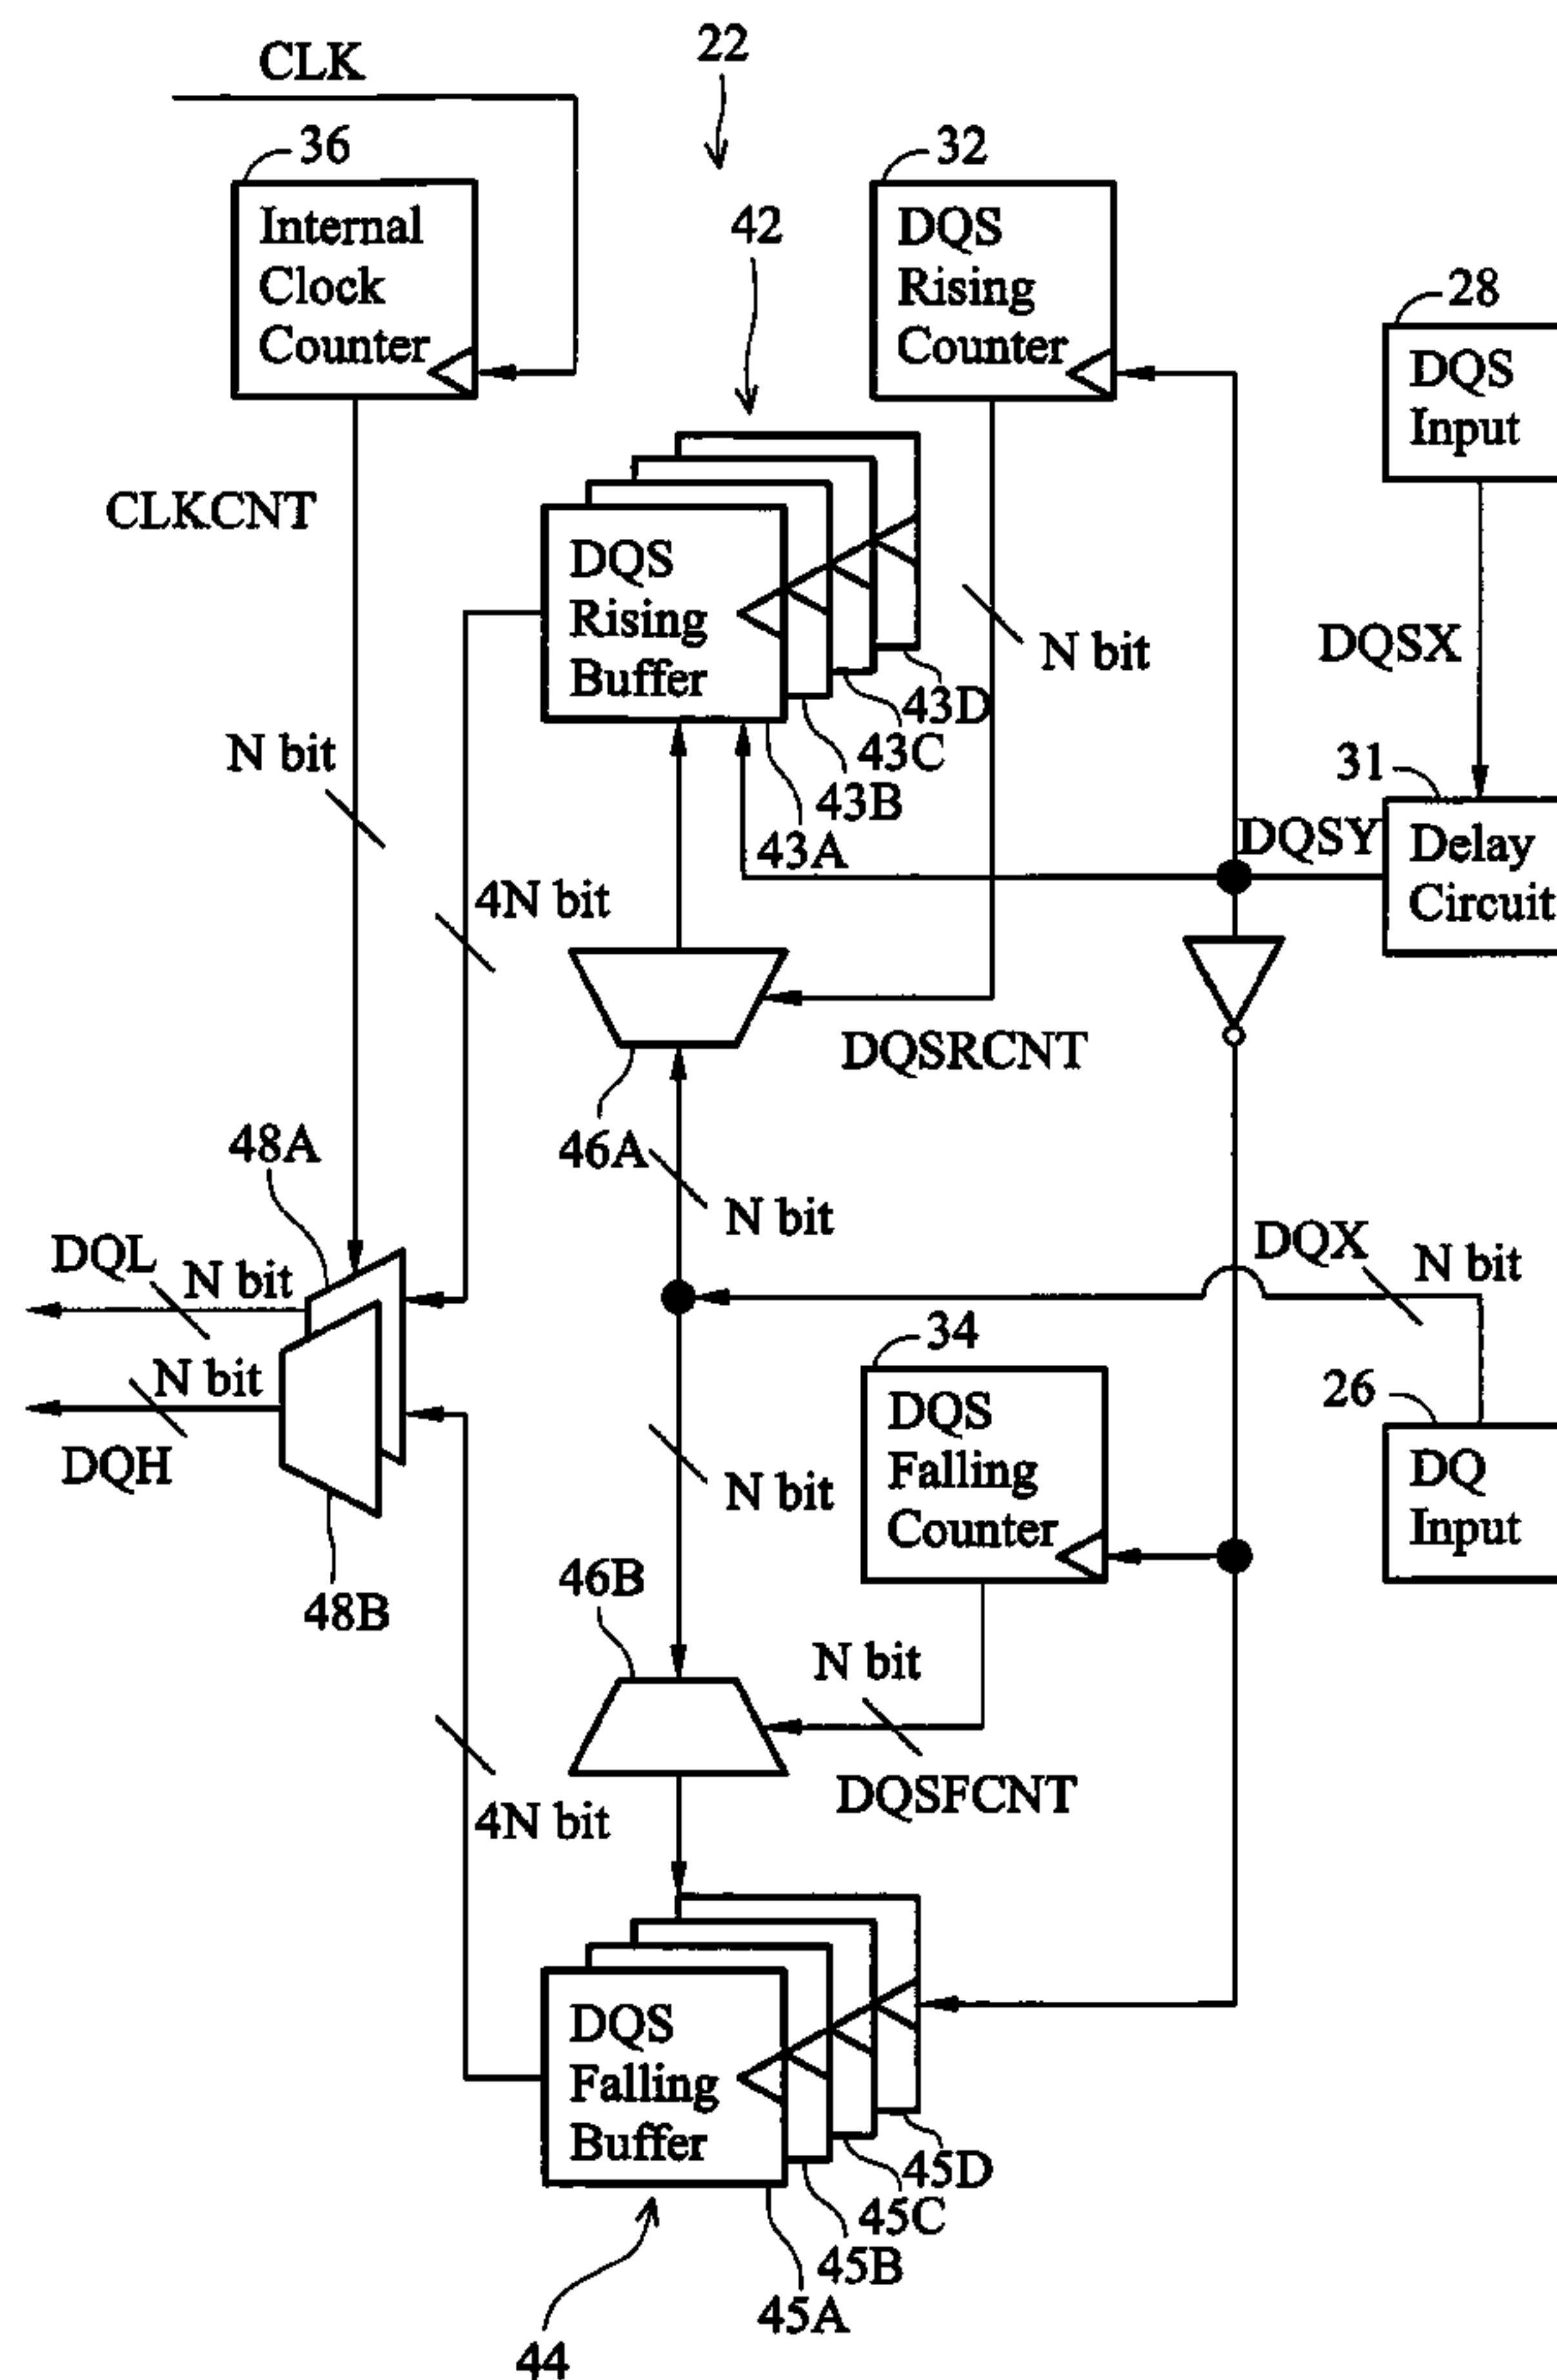 22
CLK
36
Internal
Clock
Counter
32
DQS
Rising
Counter
42
28
DQS
Input
CLKCNT
DQS
Rising
Buffer
N bit
DQSX
43D
43C
43B
43A
N bit
31
DQSY
Delay
Circuit
4N bit
DQSRCNT
46A
48A
N bit
DQX
N bit
DQL
N bit
34
N bit
DQH
DQS
Falling
Counter
26
DQ
Input
N bit
48B
46B
N bit
DQSFCNT
4N bit
DQS
Falling
Buffer
45D
45C
45B
45A
44